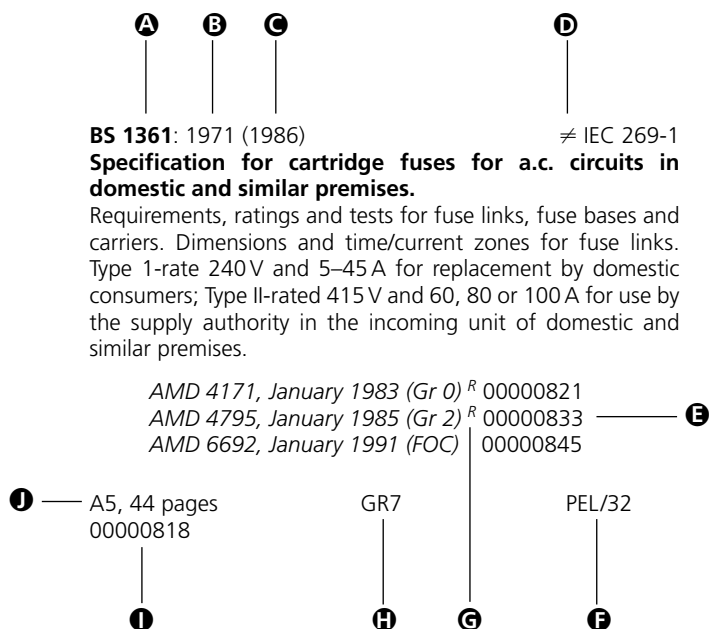 A B C D
BS 1361: 1971 (1986) ≠ IEC 269-1
Specification for cartridge fuses for a.c. circuits in
domestic and similar premises.
Requirements, ratings and tests for fuse links, fuse bases and
carriers. Dimensions and time/current zones for fuse links.
Type 1-rate 240 V and 5–45 A for replacement by domestic
consumers; Type II-rated 415 V and 60, 80 or 100 A for use by
the supply authority in the incoming unit of domestic and
similar premises.
AMD 4171, January 1983 (Gr 0) R 00000821
AMD 4795, January 1985 (Gr 2) R 00000833 E
AMD 6692, January 1991 (FOC) 00000845
J A5, 44 pages GR7 PEL/32
00000818
I H G F